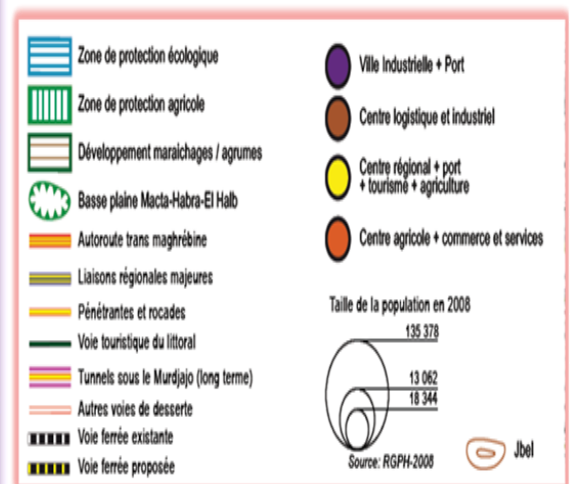 Zone de protection écologique
Zone de protection agricole
Développement maraichages / agrumes
Basse plaine Macta-Habra-El Halb
Autoroute trans maghrébine
Liaisons régionales majeures
Pénétrantes et rocades
Voie touristique du littoral
Tunnels sous le Murdjajo (long terme)
Autres voies de desserte
Voie ferrée existante
Voie ferrée proposée
Ville Industrielle + Port
Centre logistique et industriel
Centre régional + port
+ tourisme + agriculture
Centre agricole + commerce et services
Taille de la population en 2008
135 378
13 062
18 344
Source: RGPH-2008
Jbel